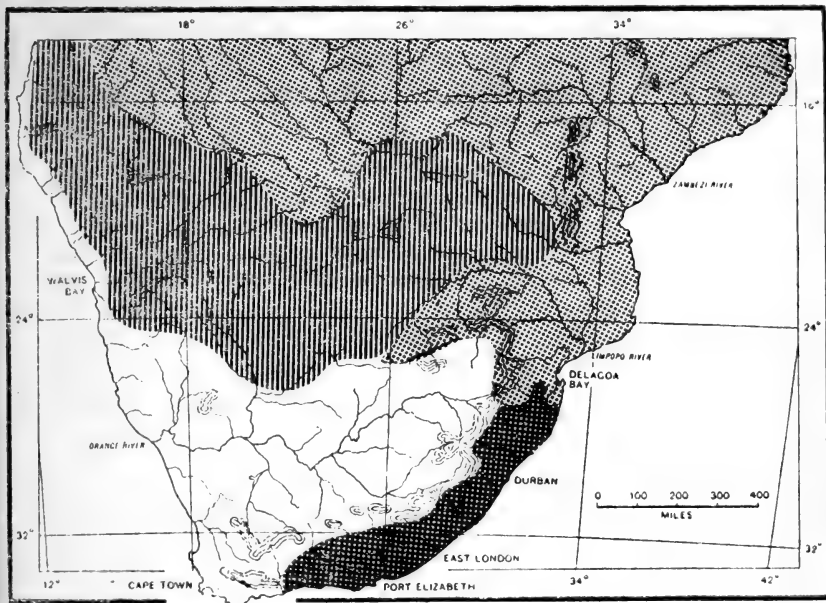 18°
26°
34°
16°
16°
ZAMBEZI RIVER
WALVIS
BAY
24°
24°
LIMPOPO RIVER
DELAGOA
BAY
ORANGE RIVER
DURBAN
0 100 200 300 400
MILES
32°
EAST LONDON
32°
12°
CAPE TOWN
PORT ELIZABETH
34°
42°